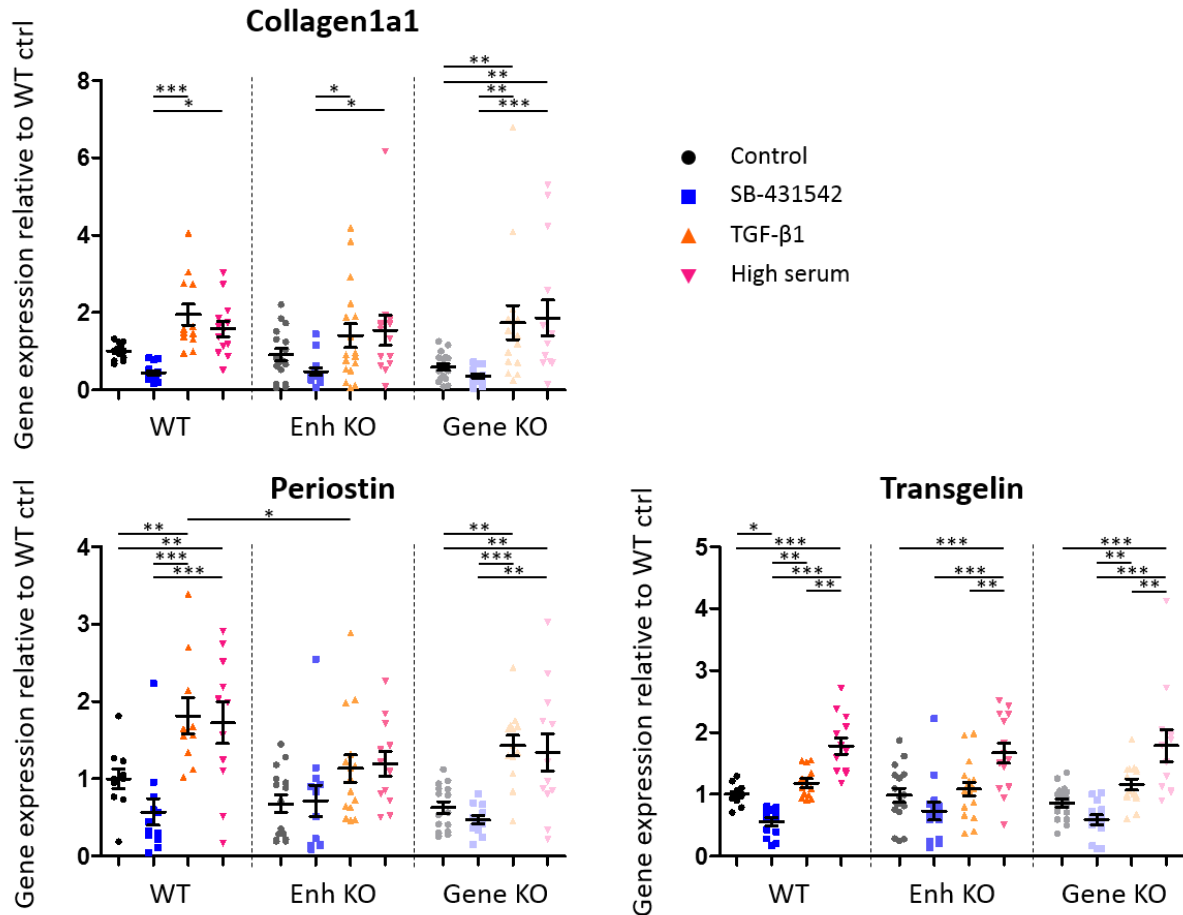 Collagen1a1
Gene expression relative to WT ctrl
8
6
4
2
0
***
*
*
*
**
**
**
***
WT
Enh KO
Gene KO
Control
SB-431542
TGF-β1
High serum
Periostin
Gene expression relative to WT ctrl
4
3
2
1
0
*
**
**
***
***
**
**
***
**
WT
Enh KO
Gene KO
Transgelin
Gene expression relative to WT ctrl
5
4
3
2
1
0
*
***
**
***
**
***
***
**
***
**
***
**
WT
Enh KO
Gene KO